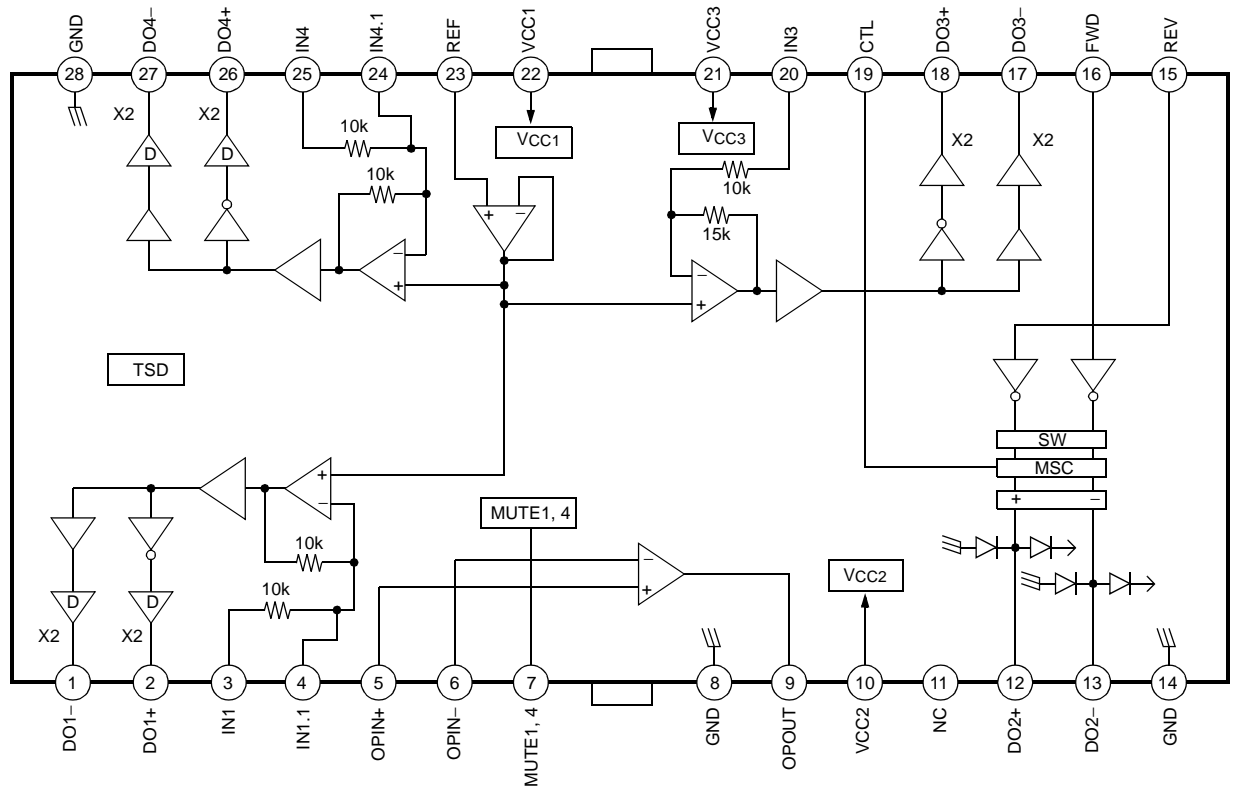 GND
DO4−
DO4+
IN4
IN4.1
REF
VCC1
VCC3
IN3
CTL
DO3+
DO3−
FWD
REV
28
27
26
25
24
23
22
21
20
19
18
17
16
15
X2
X2
10k
VCC1
VCC3
X2
X2
D
D
10k
10k
+
−
15k
−
+
−
+
TSD
SW
MSC
+
−
+
−
MUTE1, 4
10k
−
+
VCC2
10k
D
D
X2
X2
1
2
3
4
5
6
7
8
9
10
11
12
13
14
DO1−
DO1+
IN1
IN1.1
OPIN+
OPIN−
MUTE1, 4
GND
OPOUT
VCC2
NC
DO2+
DO2−
GND